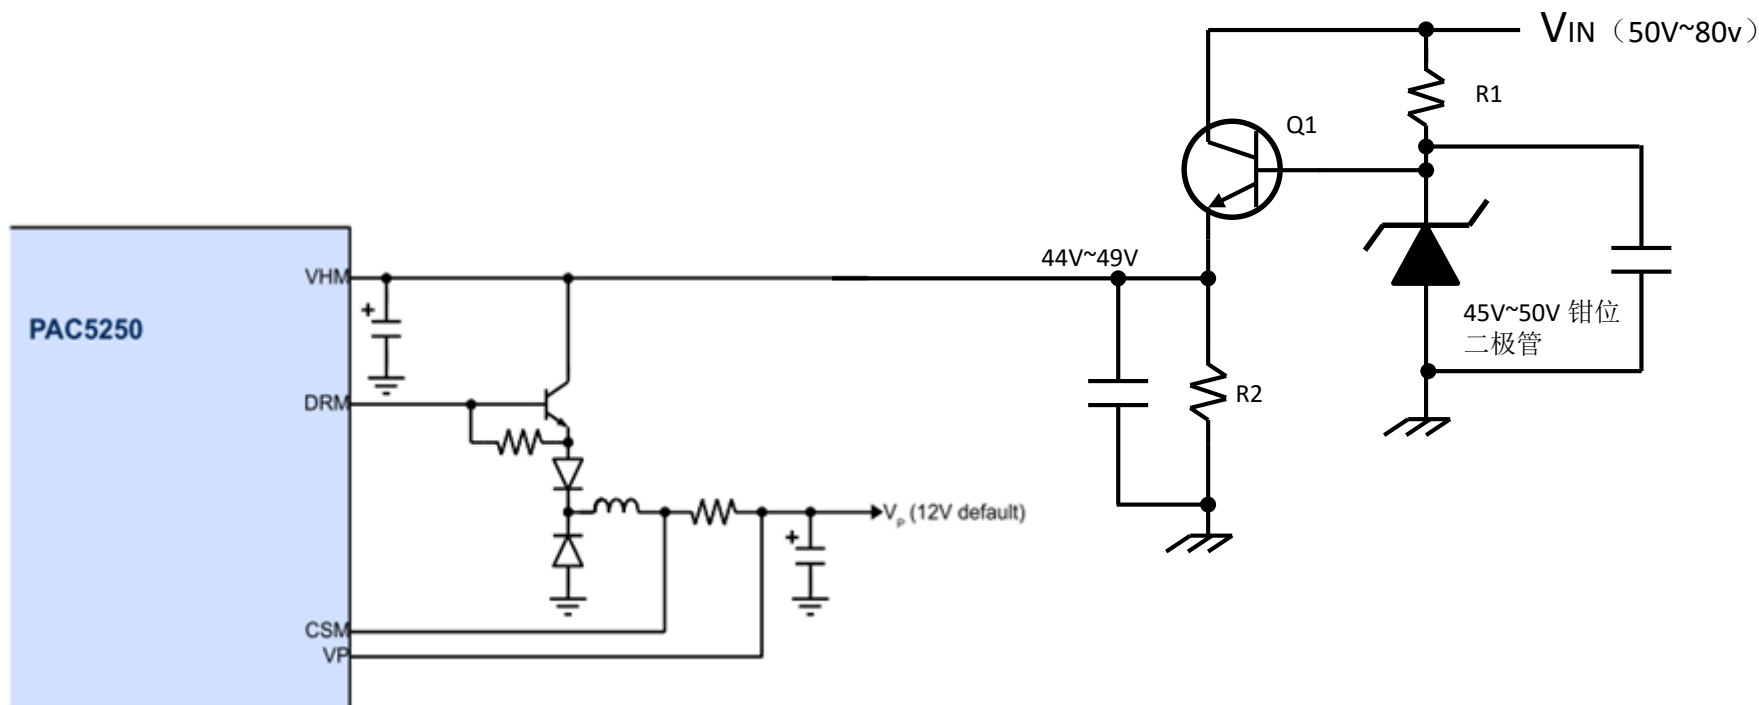 VIN（50V~80v）
R1
Q1
44V~49V
VHM
PAC5250
45V~50V 钳位
二极管
R2
DRM
VP (12V default)
CSM
VP